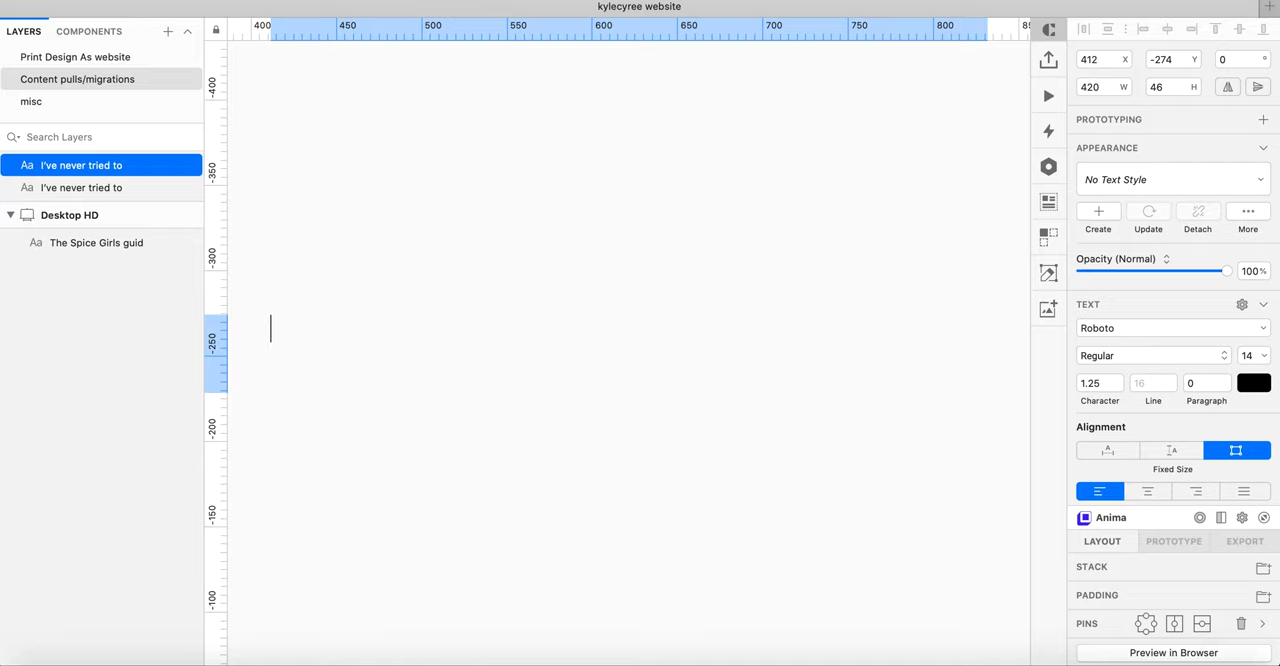 kylecyree website
LAYERS COMPONENTS
Print Design As website
Content pulls/migrations
misc
Search Layers
Aa I've never tried to
Aa I've never tried to
Desktop HD
Aa The Spice Girls guid
400 450 500 550 600 650 700 750 800 85
-400
-350
-300
-250
-200
-150
-100
412 X -274 Y 0 °
420 W 46 H
PROTOTYPING
APPEARANCE
No Text Style
Create Update Detach More
Opacity (Normal) 100%
TEXT
Roboto
Regular 14
1.25 16 0
Character Line Paragraph
Alignment
Fixed Size
Anima
LAYOUT PROTOTYPE EXPORT
STACK
PADDING
PINS
Preview in Browser